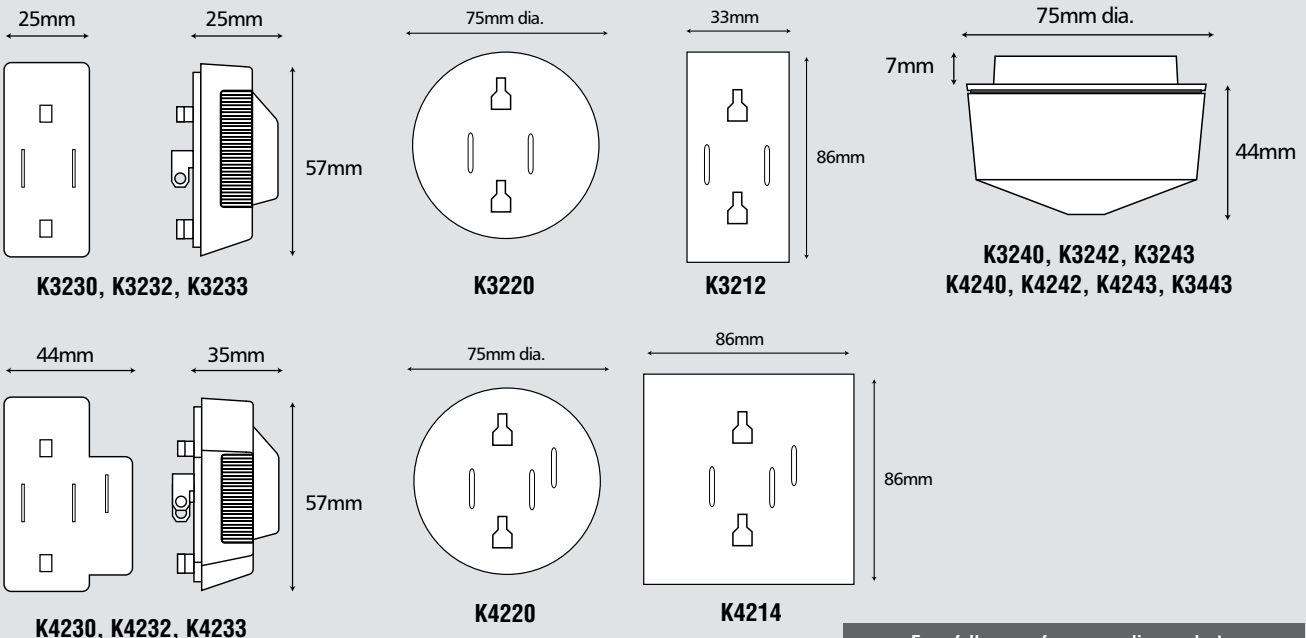 25mm
25mm
57mm
K3230, K3232, K3233
75mm dia.
K3220
33mm
86mm
K3212
75mm dia.
7mm
44mm
K3240, K3242, K3243
K4240, K4242, K4243, K3443
44mm
35mm
57mm
K4230, K4232, K4233
75mm dia.
K4220
86mm
86mm
K4214